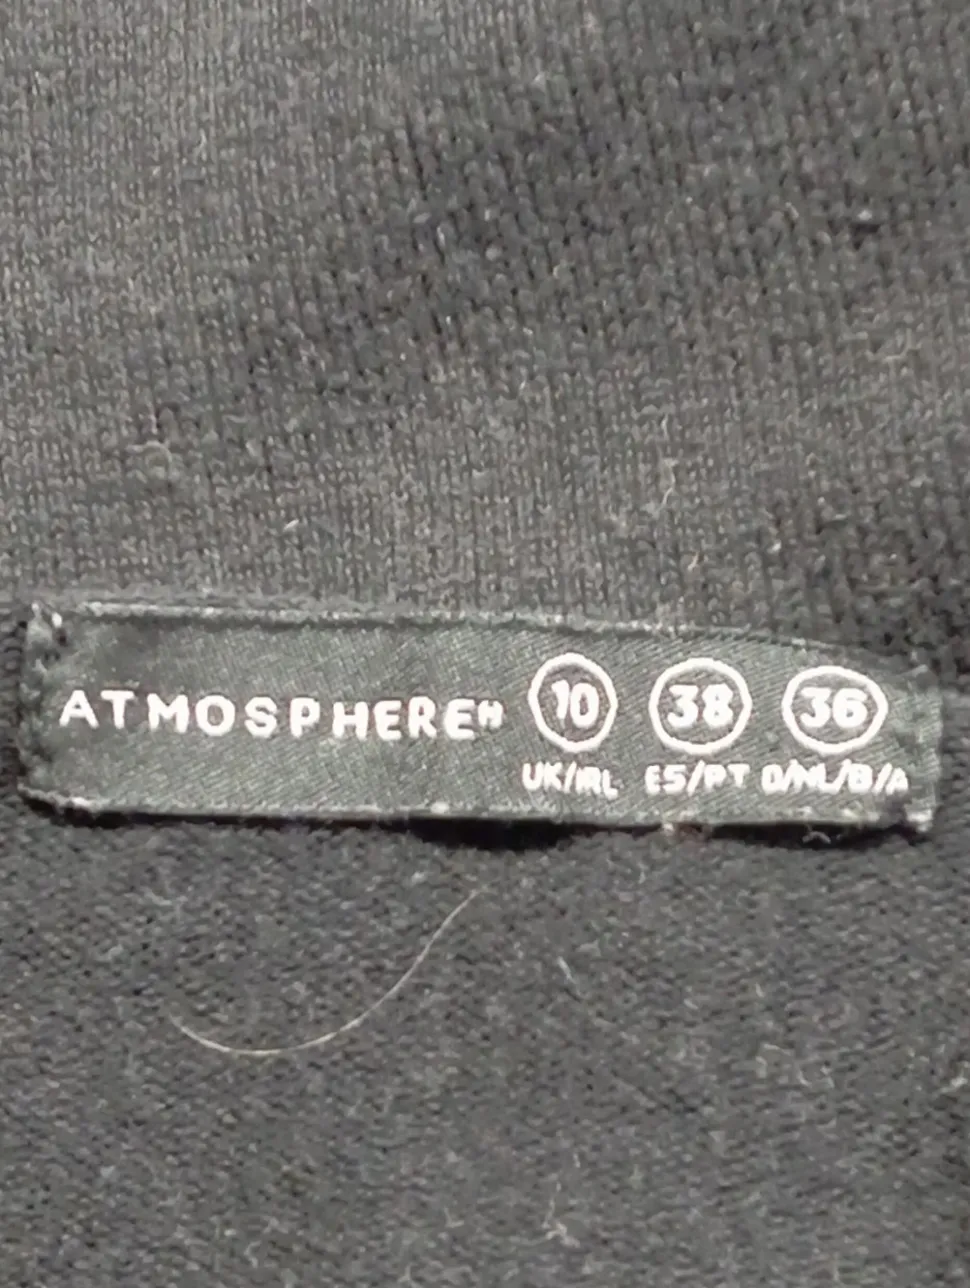 ATMOSPHERE 10 38 36
UK/IRL ES/PT D/NL/B/A